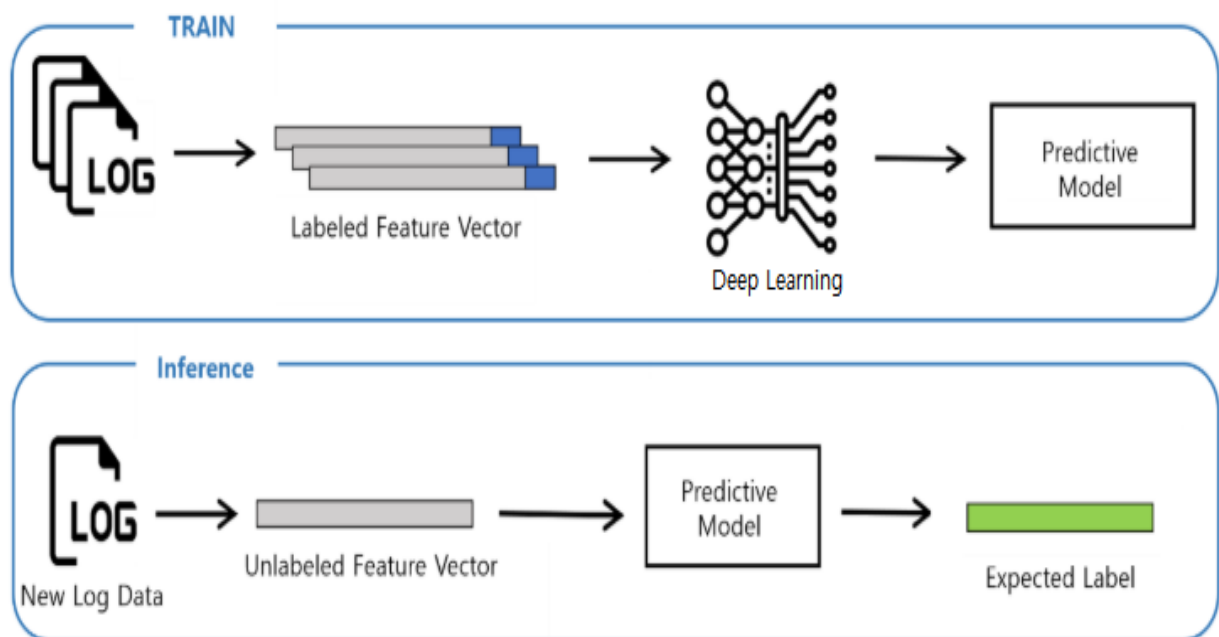 TRAIN
LOG
Labeled Feature Vector
Deep Learning
Predictive
Model
Inference
LOG
New Log Data
Unlabeled Feature Vector
Predictive
Model
Expected Label